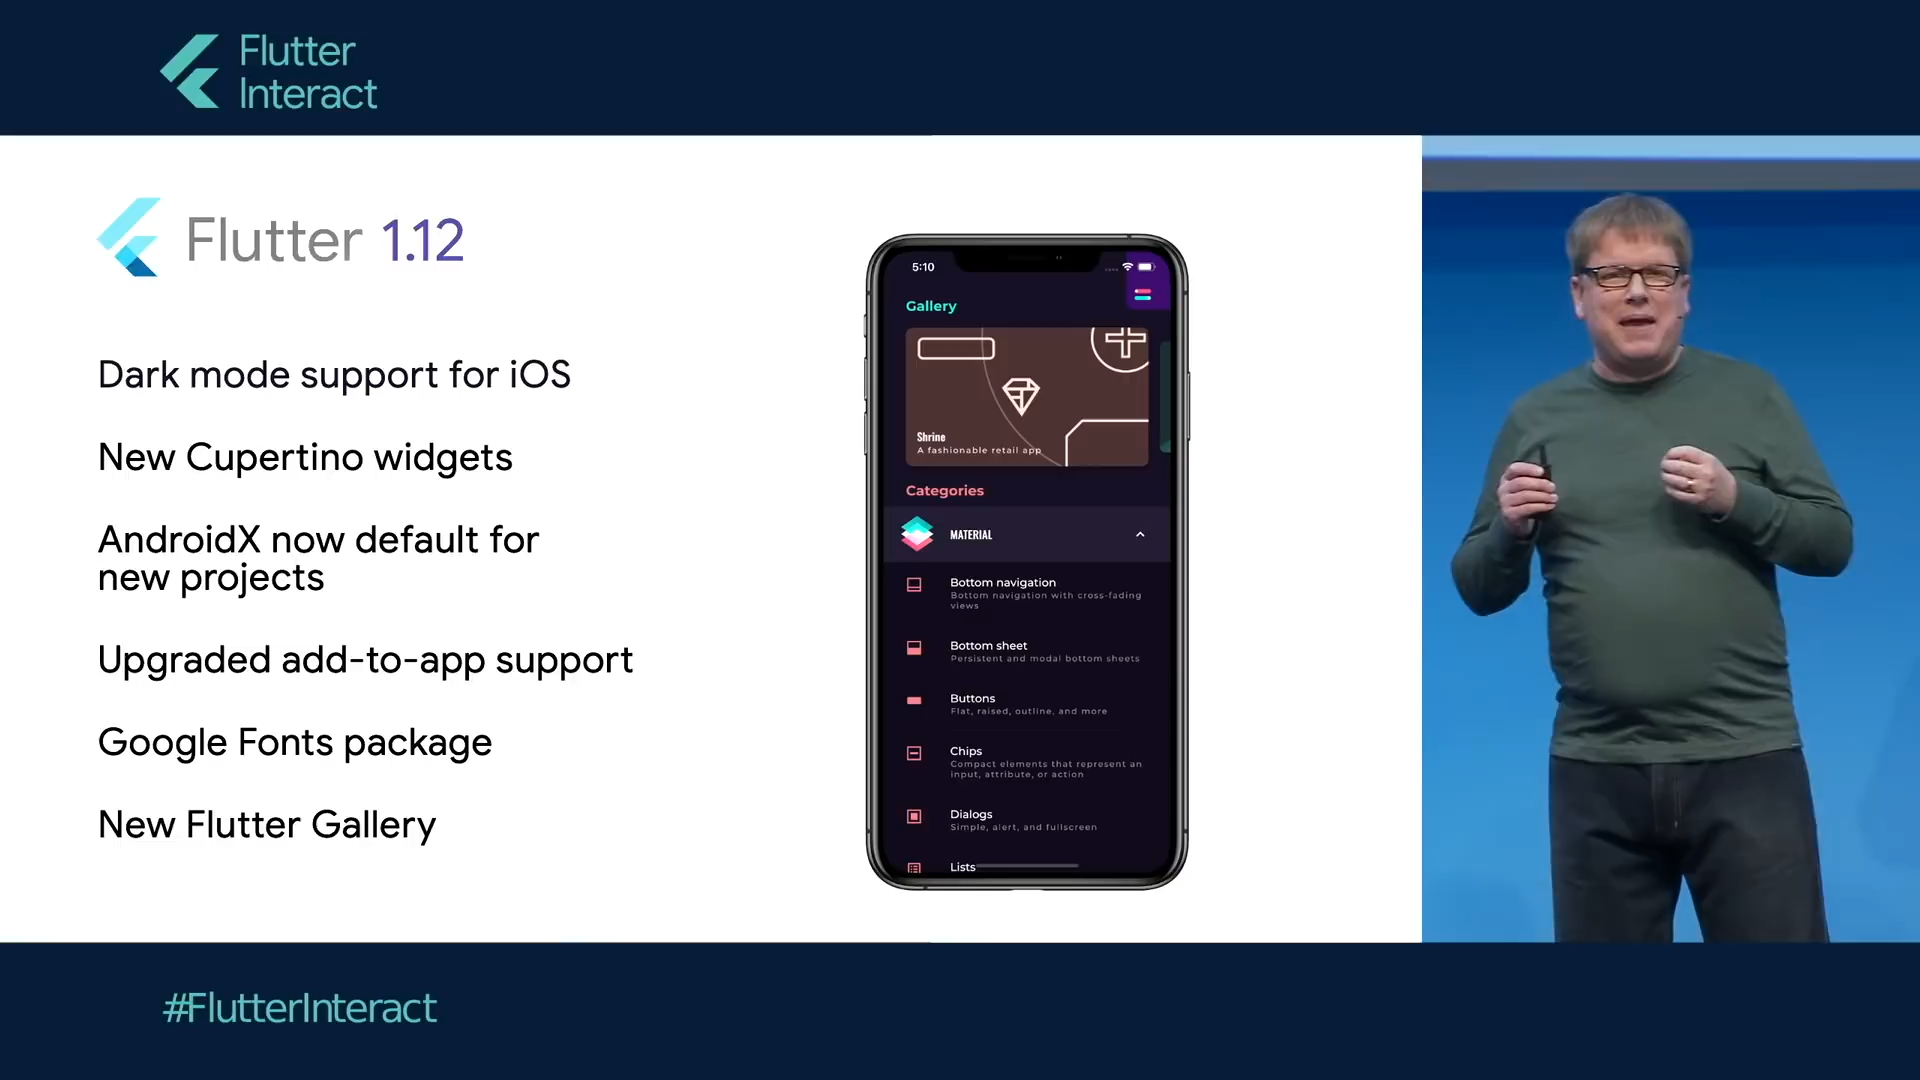 Flutter
Interact
Flutter 1.12
Dark mode support for iOS
New Cupertino widgets
AndroidX now default for
new projects
Upgraded add-to-app support
Google Fonts package
New Flutter Gallery
5:10
Gallery
Shrine
A fashionable retail app
Categories
MATERIAL
Bottom navigation
Bottom navigation with cross-fading
views
Bottom sheet
Persistent and modal bottom sheets
Buttons
Flat, raised, outline, and more
Chips
Compact elements that represent an
input, attribute, or action
Dialogs
Simple, alert, and fullscreen
Lists
#FlutterInteract